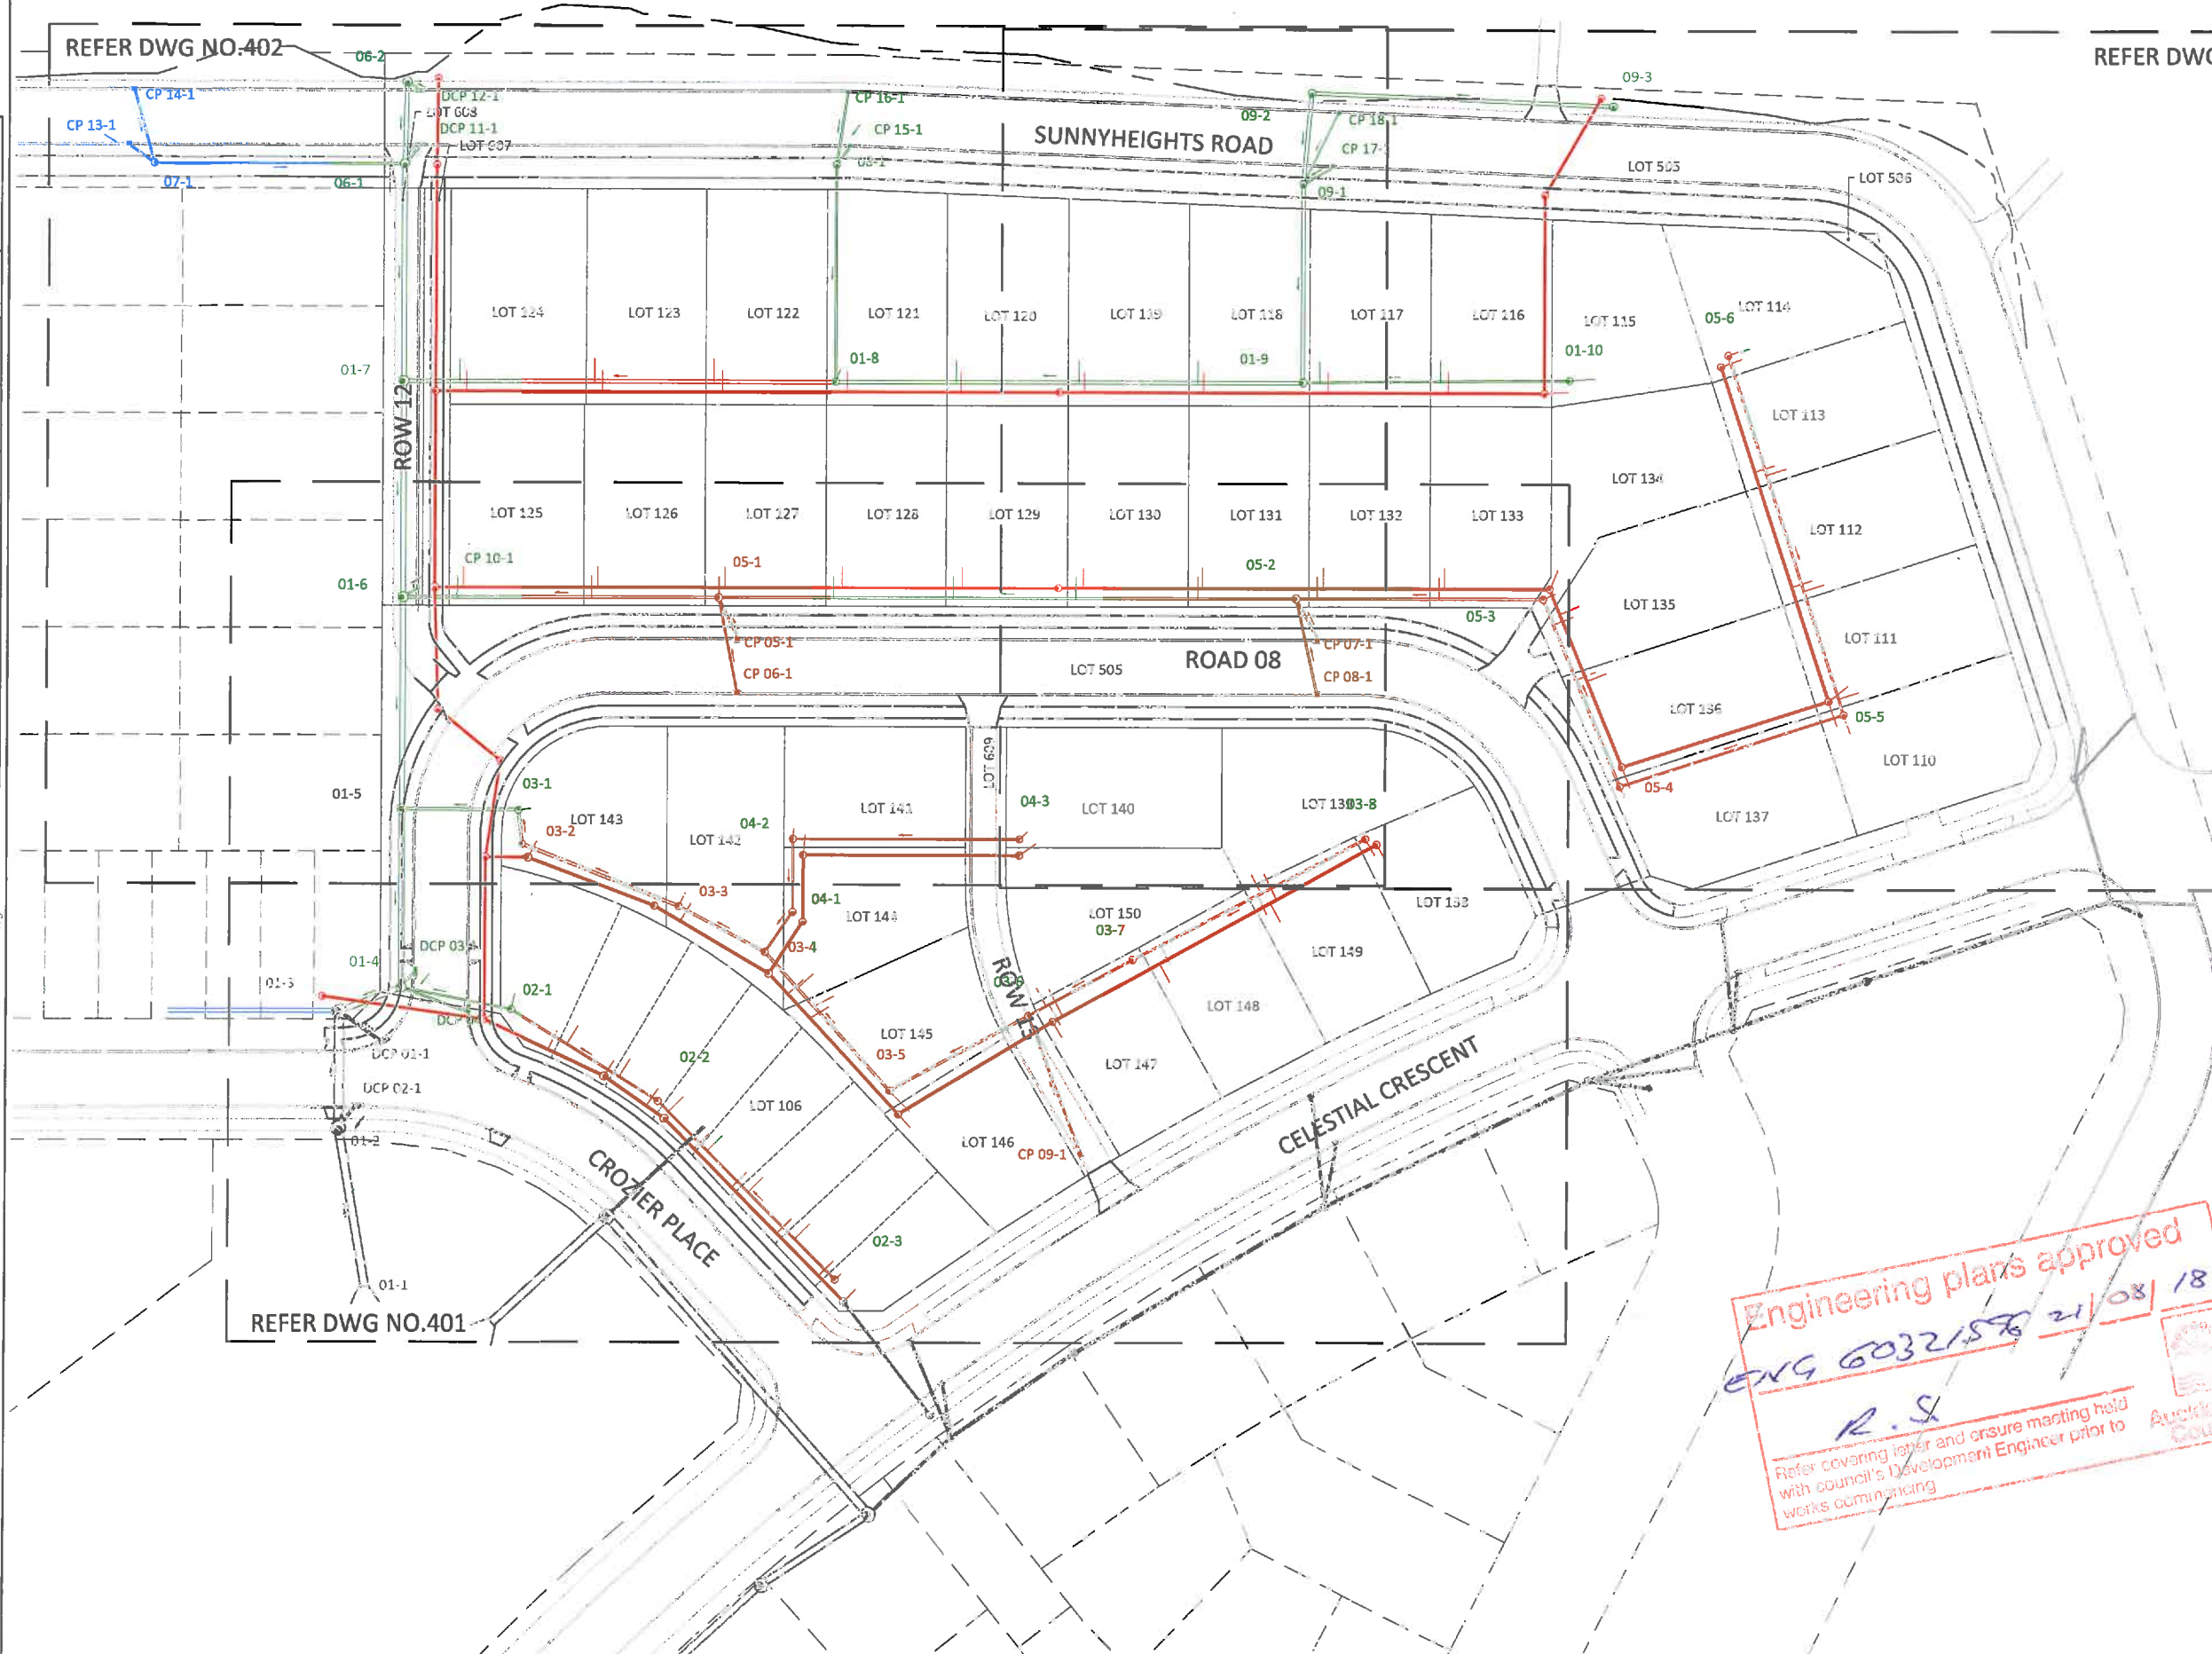 REFER DWG NO.402
06-2
REFER DWG
09-3
CP 14-1
DCP 12-1
CP 16-1
LOT 608
09-2
CP 18-1
CP 13-1
DCP 11-1
CP 15-1
SUNNYHEIGHTS ROAD
LOT 607
CP 17-
08-1
LOT 505
LOT 506
07-1
06-1
09-1
LOT 124
LOT 123
LOT 122
LOT 121
LOT 120
LOT 119
LOT 118
LOT 117
LOT 116
LOT 115
05-6
LOT 114
01-7
01-8
01-9
01-10
ROW 12
LOT 113
LOT 134
LOT 125
LOT 126
LOT 127
LOT 128
LOT 129
LOT 130
LOT 131
LOT 132
LOT 133
LOT 112
CP 10-1
05-1
05-2
01-6
05-3
LOT 135
LOT 111
CP 05-1
CP 07-1
CP 06-1
LOT 505
ROAD 08
CP 08-1
LOT 136
05-5
LOT 609
LOT 110
01-5
03-1
05-4
LOT 143
LOT 141
04-3
LOT 140
LOT 139
03-8
03-2
04-2
LOT 142
LOT 137
03-3
04-1
LOT 144
LOT 150
03-7
DCP 03
03-4
LOT 149
01-4
01-3
02-1
ROW 13
LOT 148
LOT 145
DCP 01-1
02-2
03-5
LOT 147
DCP 02-1
LOT 106
CELESTIAL CRESCENT
01-2
LOT 146
CP 09-1
CROZIER PLACE
02-3
01-1
REFER DWG NO.401
Engineering plans approved
ENG 60321576 21/08/18
R.S
Refer covering letter and ensure meeting held
with council's Development Engineer prior to
works commencing